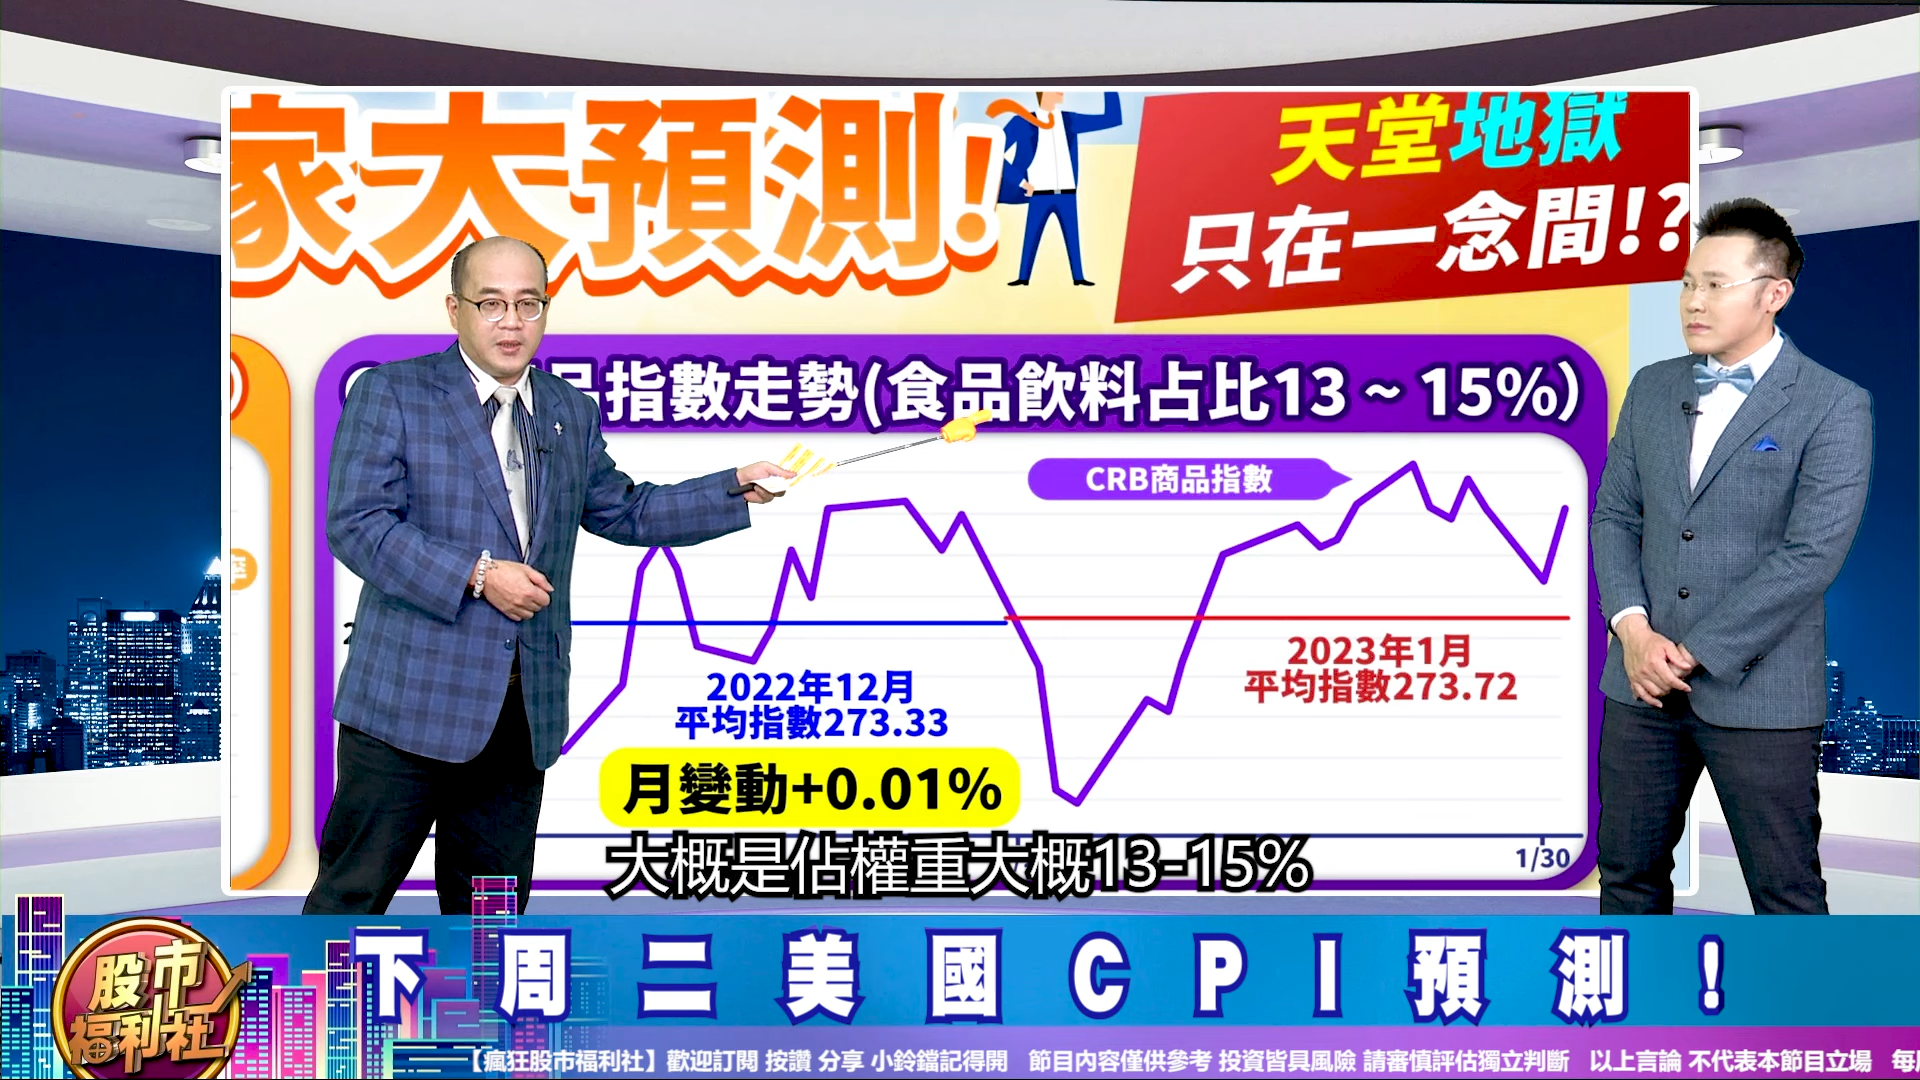 家大預測!
天堂地獄
只在一念間!?
品指數走勢(食品飲料占比13 ~ 15%)
CRB商品指數
率
2022年12月
平均指數273.33
2023年1月
平均指數273.72
月變動+0.01%
1/30
大概是佔權重大概13-15%
下周二美國CPI預測!
股市
福利社
【瘋狂股市福利社】歡迎訂閱 按讚 分享 小鈴鐺記得開 節目內容僅供參考 投資皆具風險 請審慎評估獨立判斷 以上言論 不代表本節目立場 每